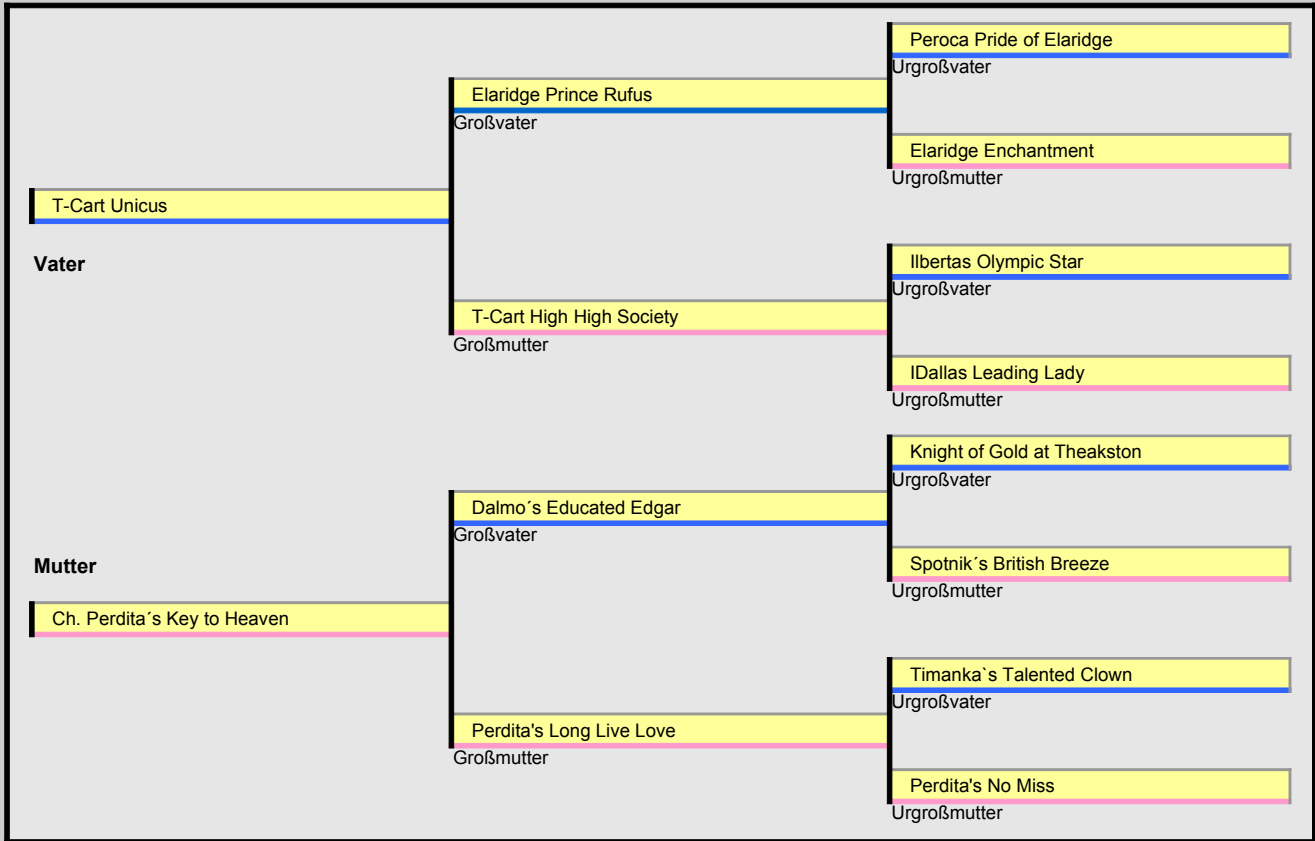 Peroca Pride of Elaridge
Urgroßvater
Elaridge Prince Rufus
Großvater
Elaridge Enchantment
Urgroßmutter
T-Cart Unicus
Vater
Ilbertas Olympic Star
Urgroßvater
T-Cart High High Society
Großmutter
IDallas Leading Lady
Urgroßmutter
Knight of Gold at Theakston
Urgroßvater
Dalmo´s Educated Edgar
Großvater
Spotnik´s British Breeze
Urgroßmutter
Mutter
Ch. Perdita´s Key to Heaven
Timanka`s Talented Clown
Urgroßvater
Perdita's Long Live Love
Großmutter
Perdita's No Miss
Urgroßmutter